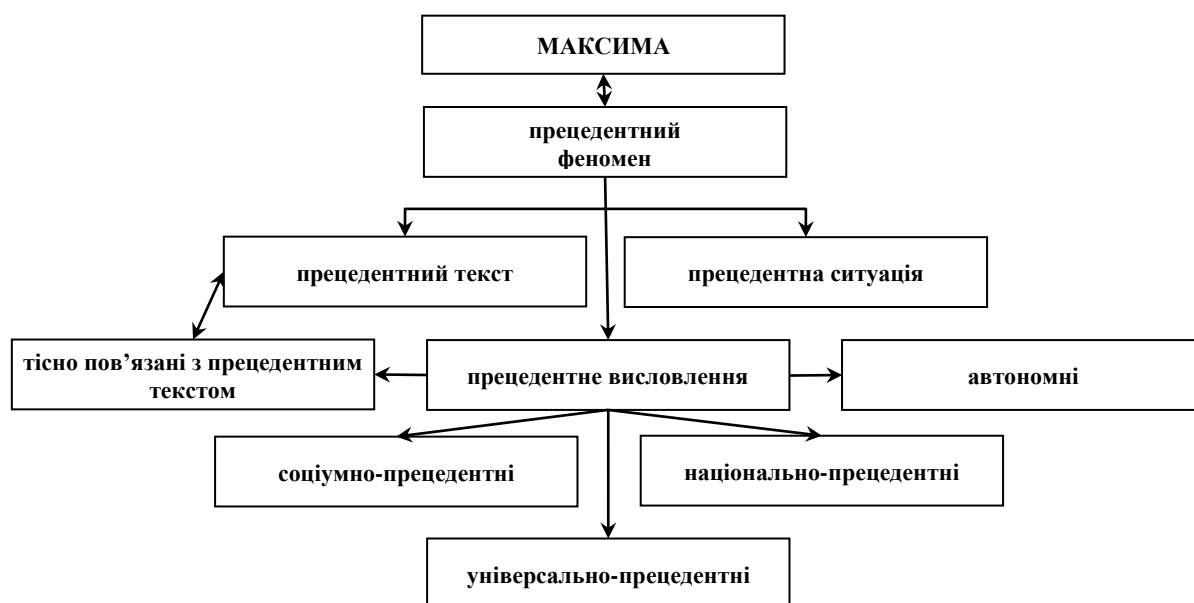 МАКСИМА
прецедентний
феномен
прецедентний текст
прецедентна ситуація
тісно пов’язані з прецедентним
текстом
прецедентне висловлення
автономні
соціумно-прецедентні
національно-прецедентні
універсально-прецедентні